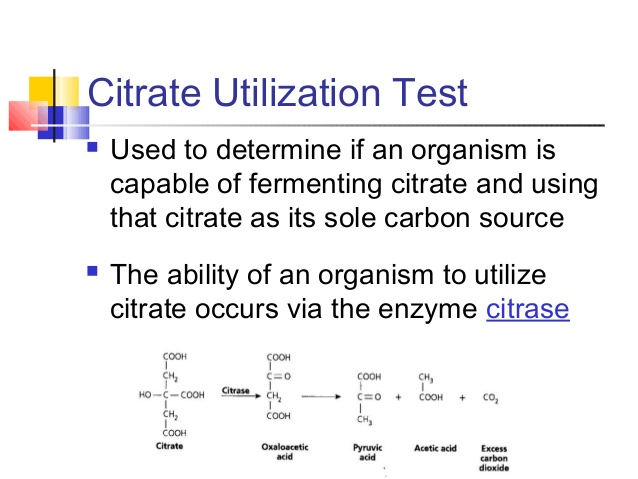 Citrate Utilization Test
Used to determine if an organism is
capable of fermenting citrate and using
that citrate as its sole carbon source
The ability of an organism to utilize
citrate occurs via the enzyme citrase
COOH
CH2
HO—C—COOH
CH2
COOH
Citrate
Citrase
COOH
C=O
CH2
COOH
Oxaloacetic
acid
COOH
C=O
CH3
Pyruvic
acid
+
CH3
COOH
Acetic acid
+
CO2
Excess
carbon
dioxide